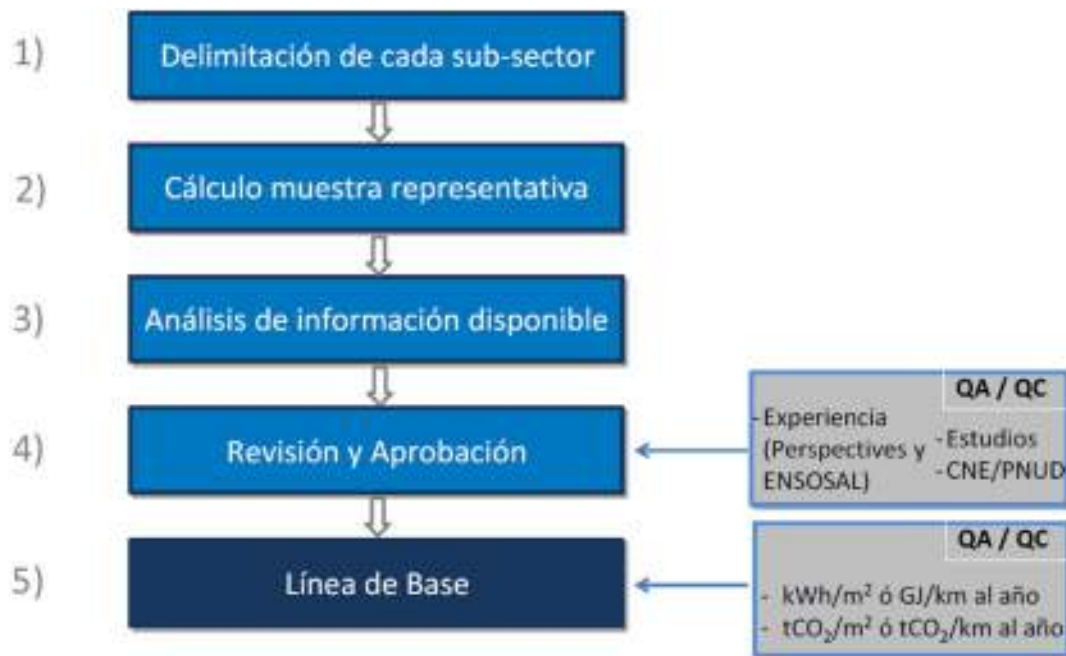 1) Delimitación de cada sub-sector
2) Cálculo muestra representativa
3) Análisis de información disponible
4) Revisión y Aprobación
QA / QC
-Experiencia
(Perspectives y
ENSOSAL)
-Estudios
-CNE/PNUD
5) Línea de Base
QA / QC
- kWh/m² ó GJ/km al año
- tCO₂/m² ó tCO₂/km al año